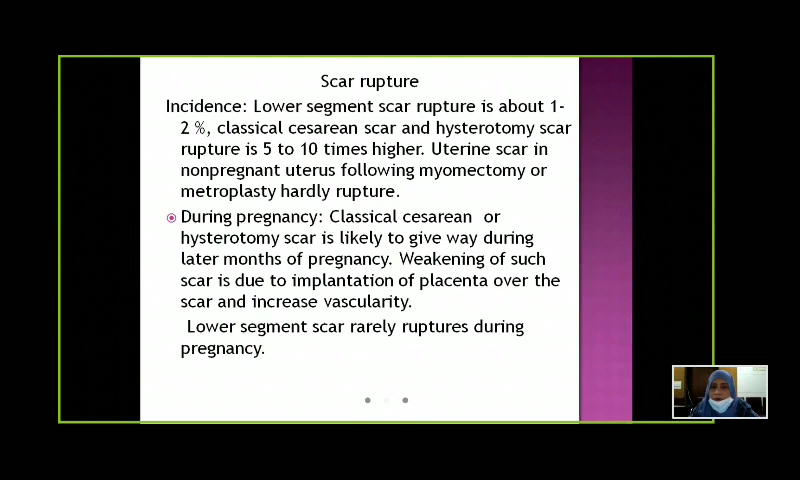 Scar rupture
Incidence: Lower segment scar rupture is about 1-
2 %, classical cesarean scar and hysterotomy scar
rupture is 5 to 10 times higher. Uterine scar in
nonpregnant uterus following myomectomy or
metroplasty hardly rupture.
During pregnancy: Classical cesarean or
hysterotomy scar is likely to give way during
later months of pregnancy. Weakening of such
scar is due to implantation of placenta over the
scar and increase vascularity.
Lower segment scar rarely ruptures during
pregnancy.